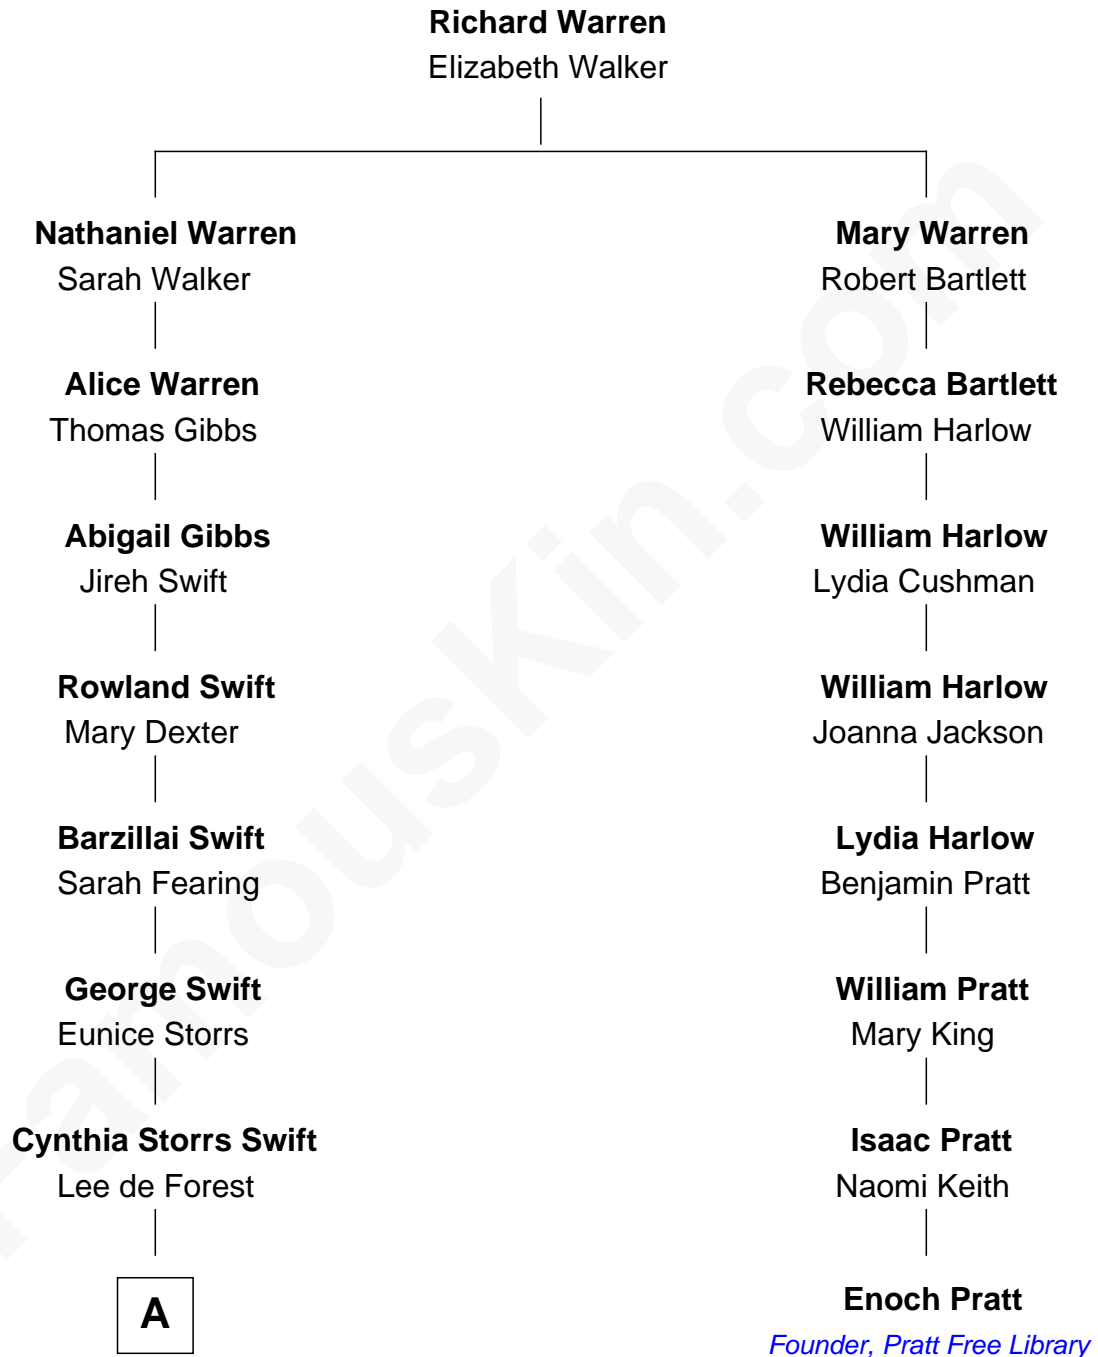 Richard Warren
Elizabeth Walker
Nathaniel Warren
Sarah Walker
Mary Warren
Robert Bartlett
Alice Warren
Thomas Gibbs
Rebecca Bartlett
William Harlow
Abigail Gibbs
Jireh Swift
William Harlow
Lydia Cushman
Rowland Swift
Mary Dexter
William Harlow
Joanna Jackson
Barzillai Swift
Sarah Fearing
Lydia Harlow
Benjamin Pratt
George Swift
Eunice Storrs
William Pratt
Mary King
Cynthia Storrs Swift
Lee de Forest
Isaac Pratt
Naomi Keith
A
Enoch Pratt
Founder, Pratt Free Library
FamousKin.com